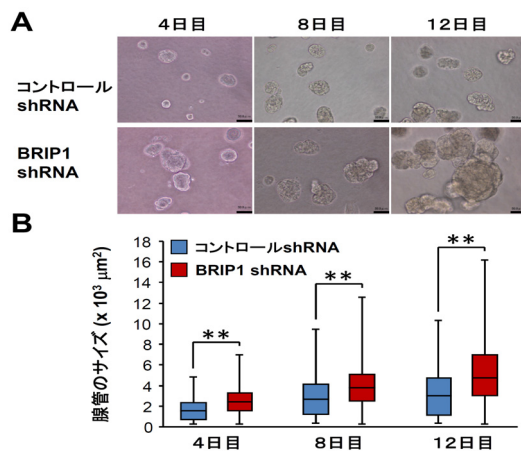 A
4日目 8日目 12日目
コントロール
shRNA
BRIP1
shRNA
B
腺管のサイズ (x 10³ μm²)
18
16
14
12
10
8
6
4
2
0
コントロールshRNA
BRIP1 shRNA
**
**
**
4日目 8日目 12日目